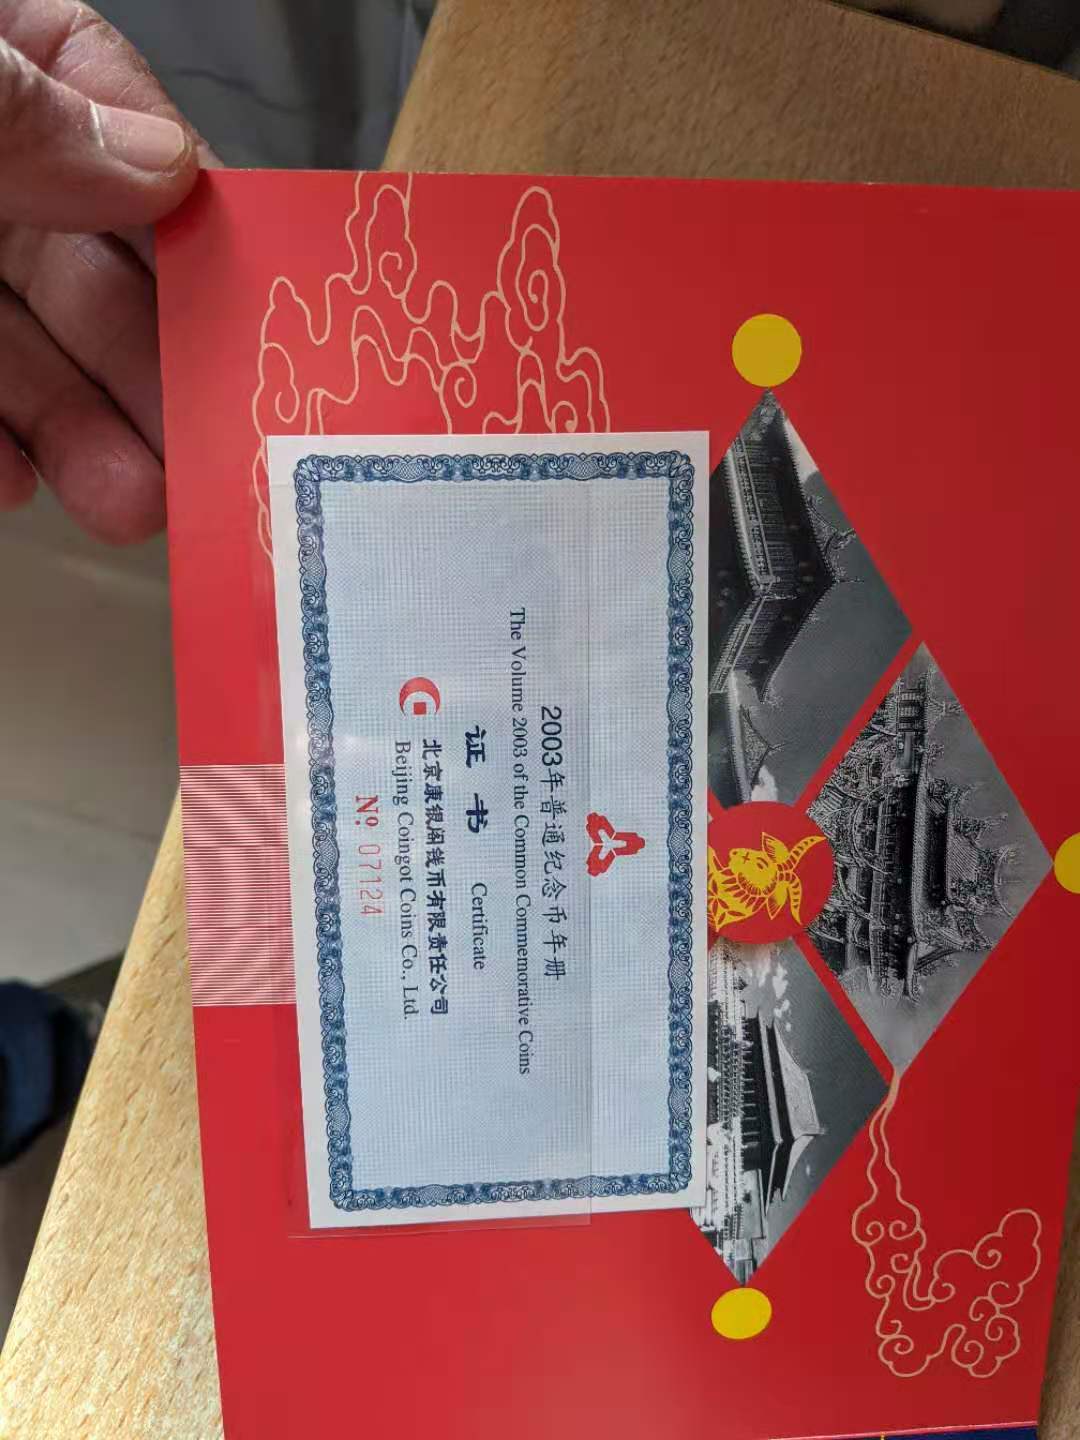 2003年普通纪念币年册
The Volume 2003 of the Common Commemorative Coins
证书 Certificate
北京康银阁钱币有限责任公司
Beijing Coingot Coins Co., Ltd.
№ 07124